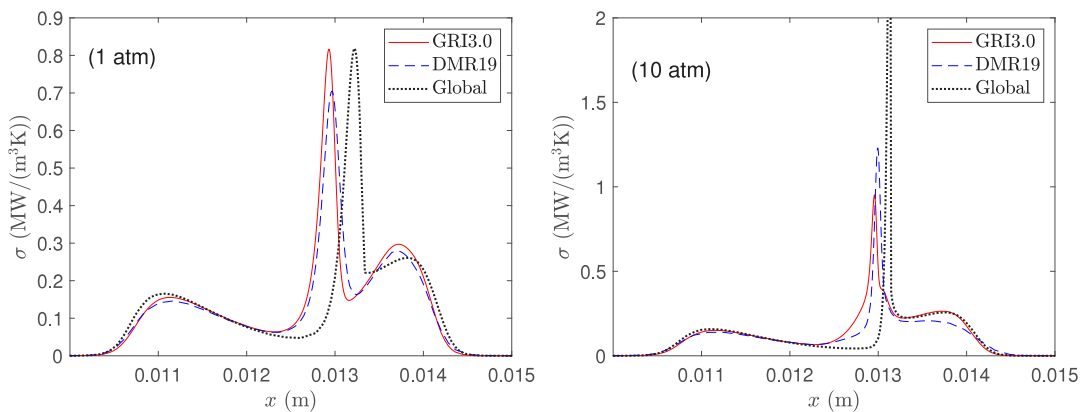 0.9
0.8
0.7
0.6
0.5
0.4
0.3
0.2
0.1
0
σ (MW/(m³K))
(1 atm)
GRI3.0
DMR19
Global
0.011 0.012 0.013 0.014 0.015
x (m)
2
1.5
1
0.5
0
σ (MW/(m³K))
(10 atm)
GRI3.0
DMR19
Global
0.011 0.012 0.013 0.014 0.015
x (m)